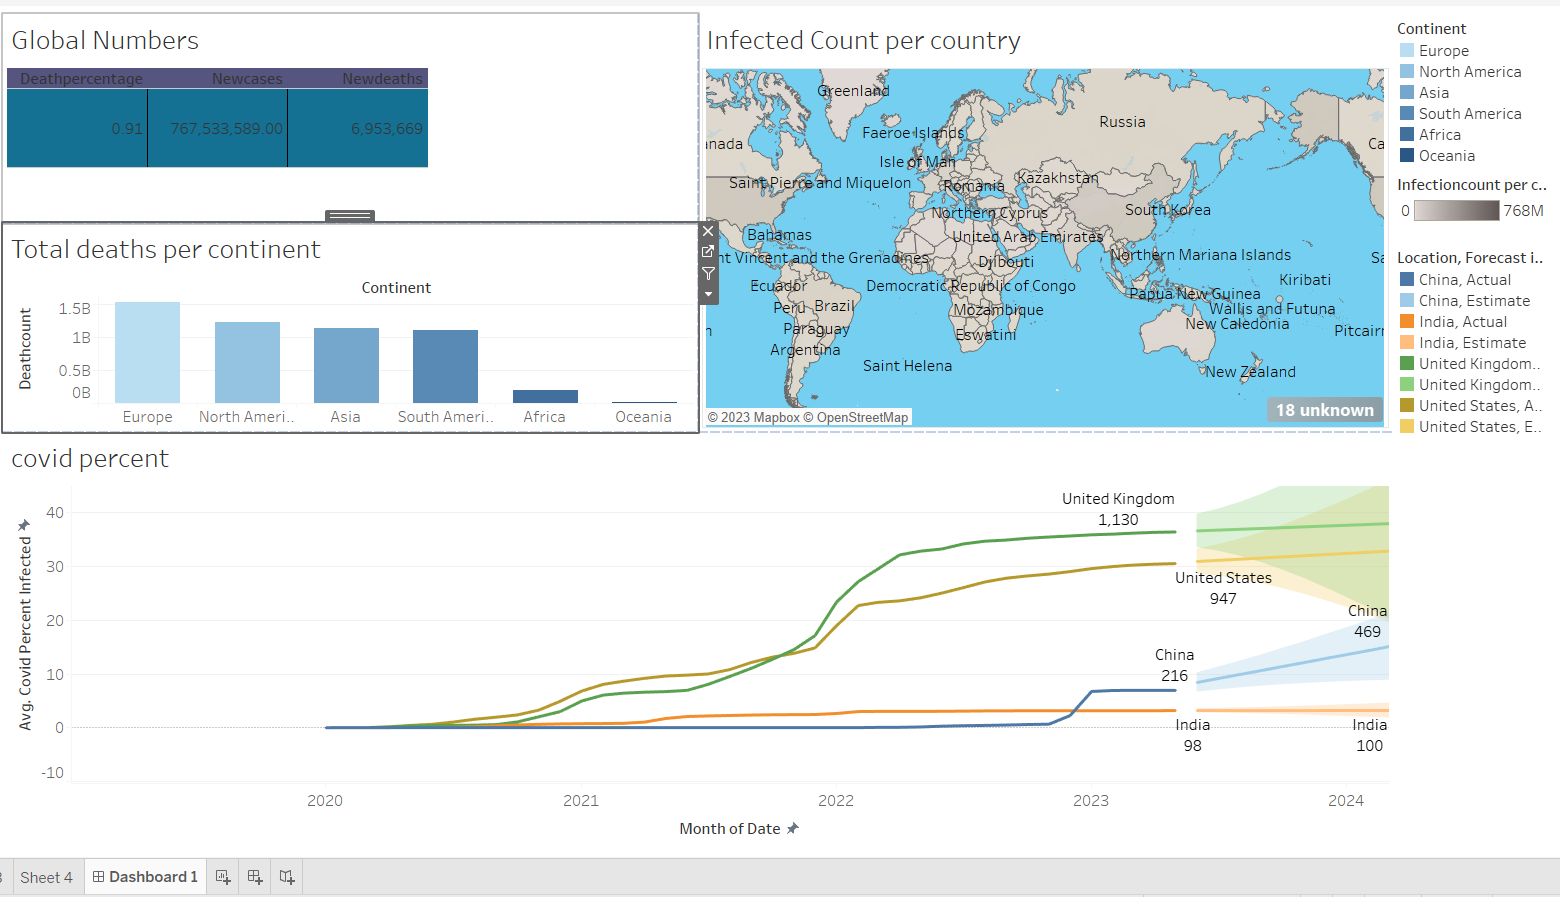 Global Numbers
Deathpercentage Newcases Newdeaths
0.91 767,533,589.00 6,953,669
Total deaths per continent
Continent
Deathcount
1.5B
1B
0.5B
0B
Europe North Ameri.. Asia South Ameri.. Africa Oceania
Infected Count per country
Greenland
Russia
Faeroe Islands
anada
Ca
Isle of Man
Kazakhstan
Saint Pierre and Miquelon
Romania
South Korea
Northern Cyprus
Bahamas
United Arab Emirates
nt Vincent and the Grenadines
Djibouti
Northern Mariana Islands
Sa
Kiribati
Ecuador
Democratic Republic of Congo
Papua New Guinea
Peru
Brazil
Mozambique
Wallis and Futuna
New Caledonia
Paraguay
Eswatini
Pitcairn
n
Argentina
Saint Helena
New Zealand
© 2023 Mapbox © OpenStreetMap
18 unknown
Continent
Europe
North America
Asia
South America
Africa
Oceania
Infectioncount per c..
0 768M
Location, Forecast i..
China, Actual
China, Estimate
India, Actual
India, Estimate
United Kingdom..
United Kingdom..
United States, A..
United States, E..
covid percent
Avg. Covid Percent Infected
40
30
20
10
0
-10
United Kingdom
1,130
United States
947
China
469
China
216
India
98
India
100
2020 2021 2022 2023 2024
Month of Date
3 Sheet 4 Dashboard 1